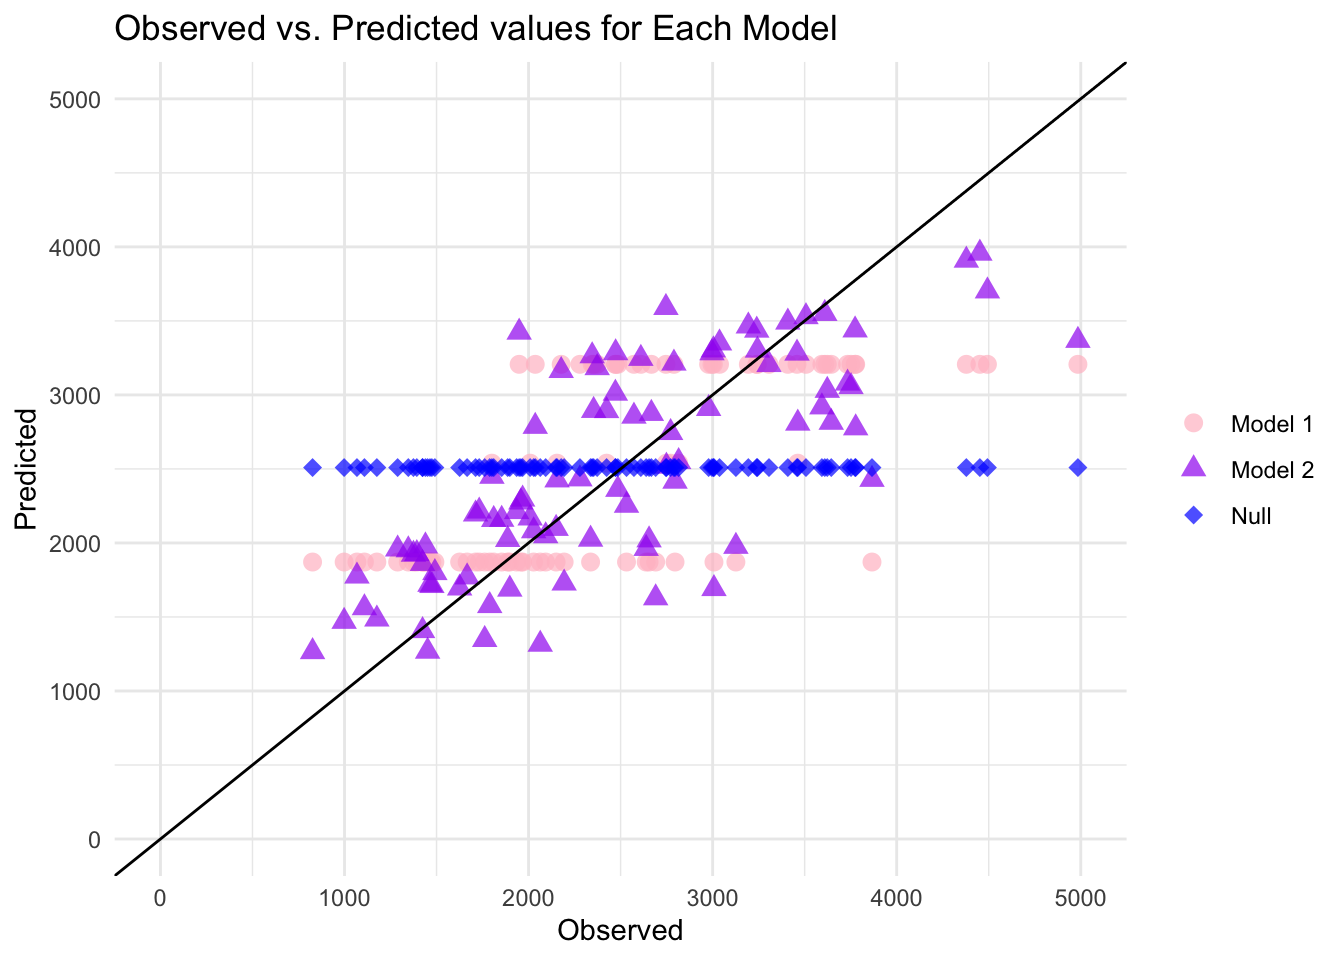 Observed vs. Predicted values for Each Model
5000
4000
3000
2000
1000
0
Predicted
0 1000 2000 3000 4000 5000
Observed
Model 1
Model 2
Null